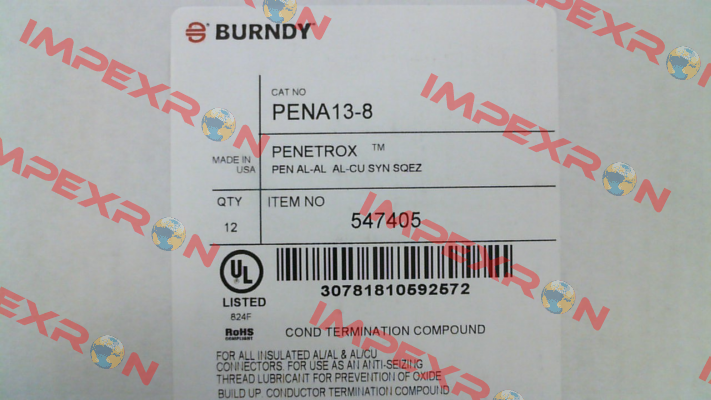 BURNDY
CAT NO
PENA13-8
MADE IN USA
PENETROX ™
PEN AL-AL AL-CU SYN SQEZ
QTY
12
ITEM NO
547405
UL
LISTED
824F
RoHS
COMPLIANT
30781810592572
COND TERMINATION COMPOUND
FOR ALL INSULATED AL/AL & AL/CU
CONNECTORS. FOR USE AS AN ANTI-SEIZING
THREAD LUBRICANT FOR PREVENTION OF OXIDE
BUILD UP. CONDUCTOR TERMINATION COMPOUND
IMPEXRON
IMPEXRON
IMPEXRON
IMPEXRON
IMPEXRON
IMPEXRON